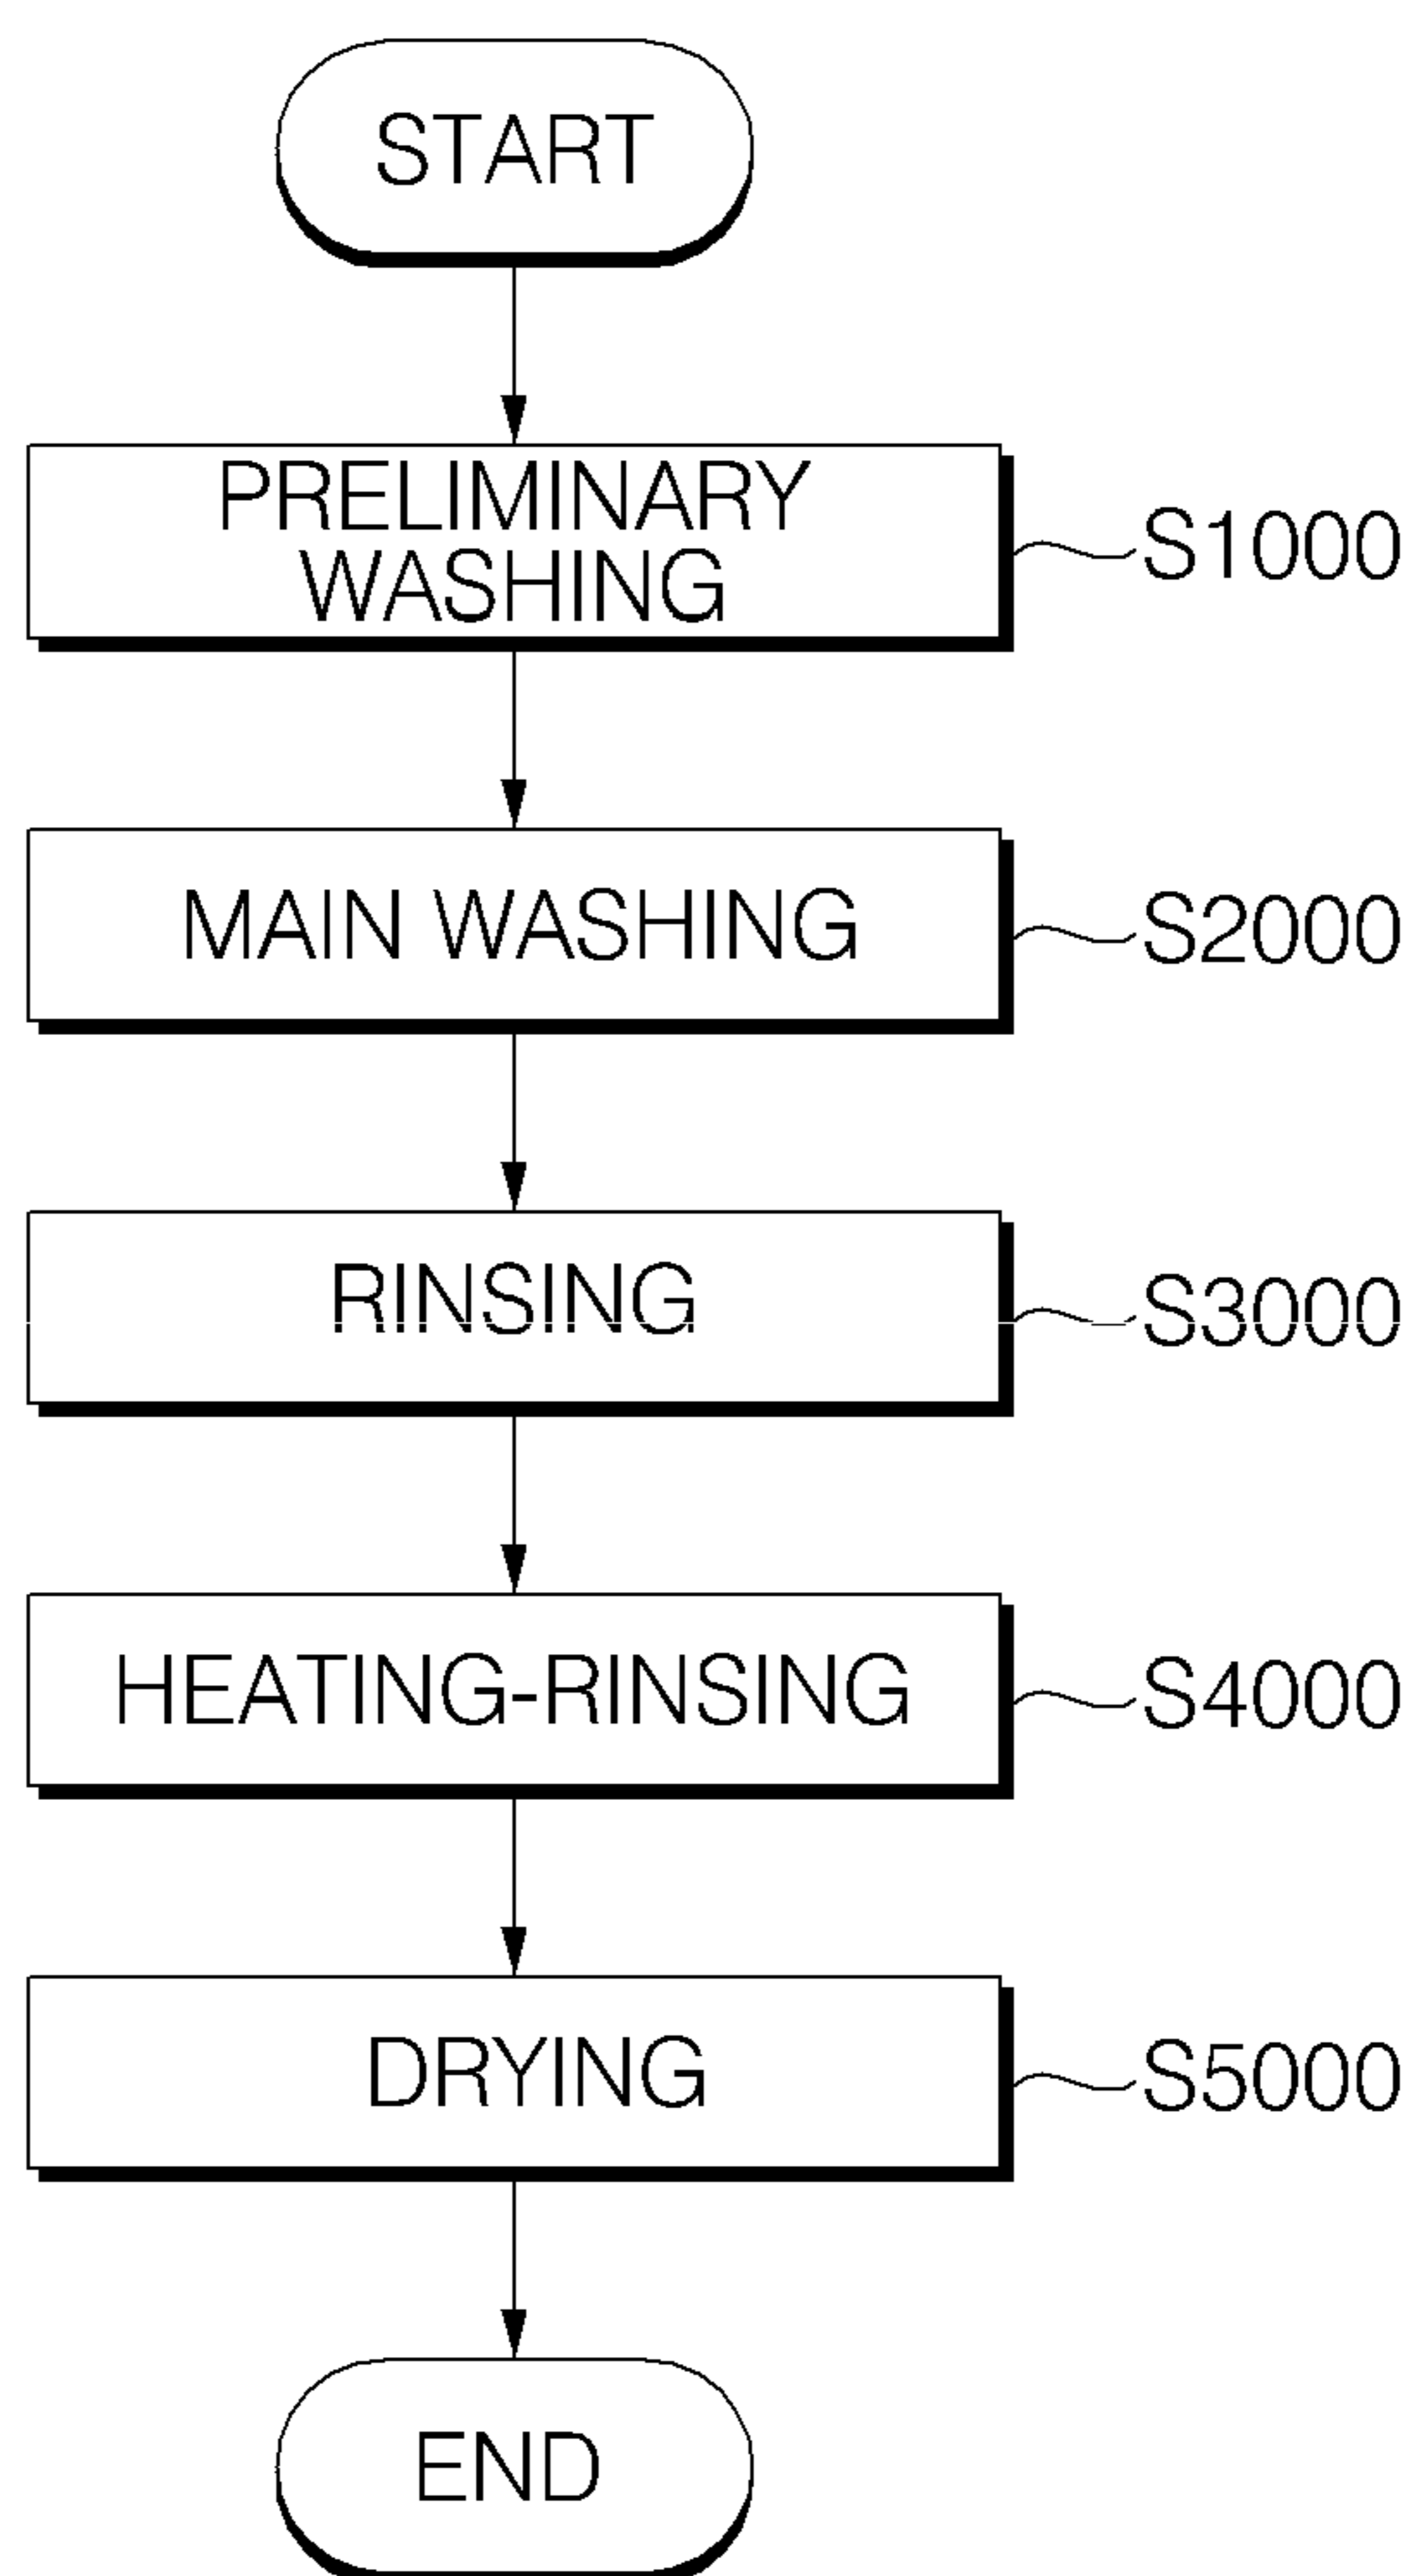 START
PRELIMINARY
WASHING
S1000
MAIN WASHING
S2000
RINSING
S3000
HEATING-RINSING
S4000
DRYING
S5000
END